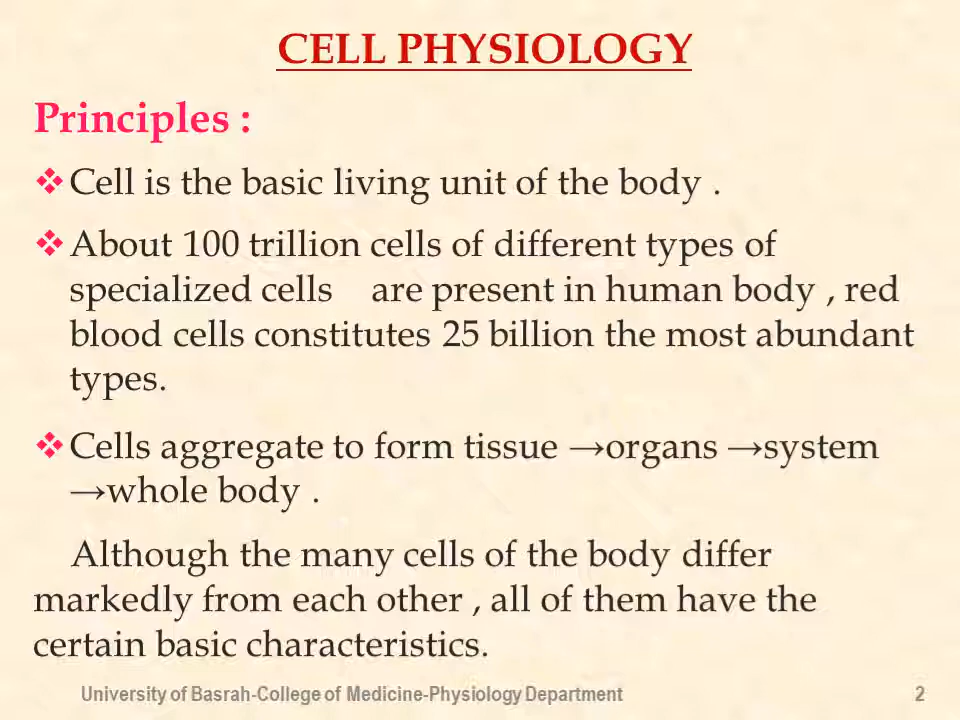 CELL PHYSIOLOGY
Principles :
❖Cell is the basic living unit of the body .
❖About 100 trillion cells of different types of
specialized cells are present in human body , red
blood cells constitutes 25 billion the most abundant
types.
❖Cells aggregate to form tissue →organs →system
→whole body .
Although the many cells of the body differ
markedly from each other , all of them have the
certain basic characteristics.
University of Basrah-College of Medicine-Physiology Department 2